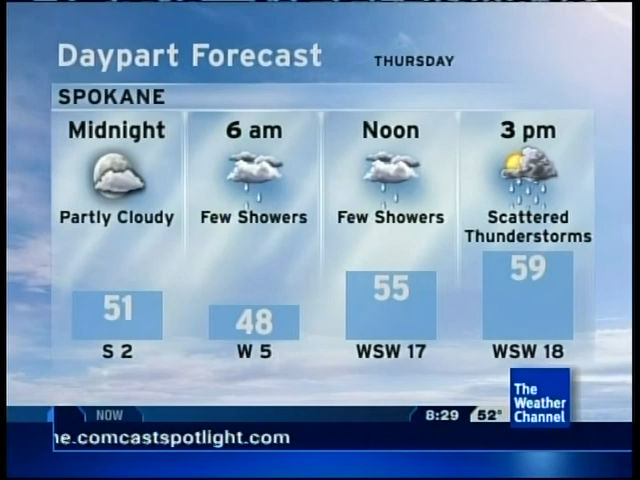 Daypart Forecast THURSDAY
SPOKANE
Midnight 6 am Noon 3 pm
Partly Cloudy Few Showers Few Showers Scattered
Thunderstorms
51 48 55 59
S 2 W 5 WSW 17 WSW 18
The
Weather
Channel
NOW 8:29 52°
e.comcastspotlight.com